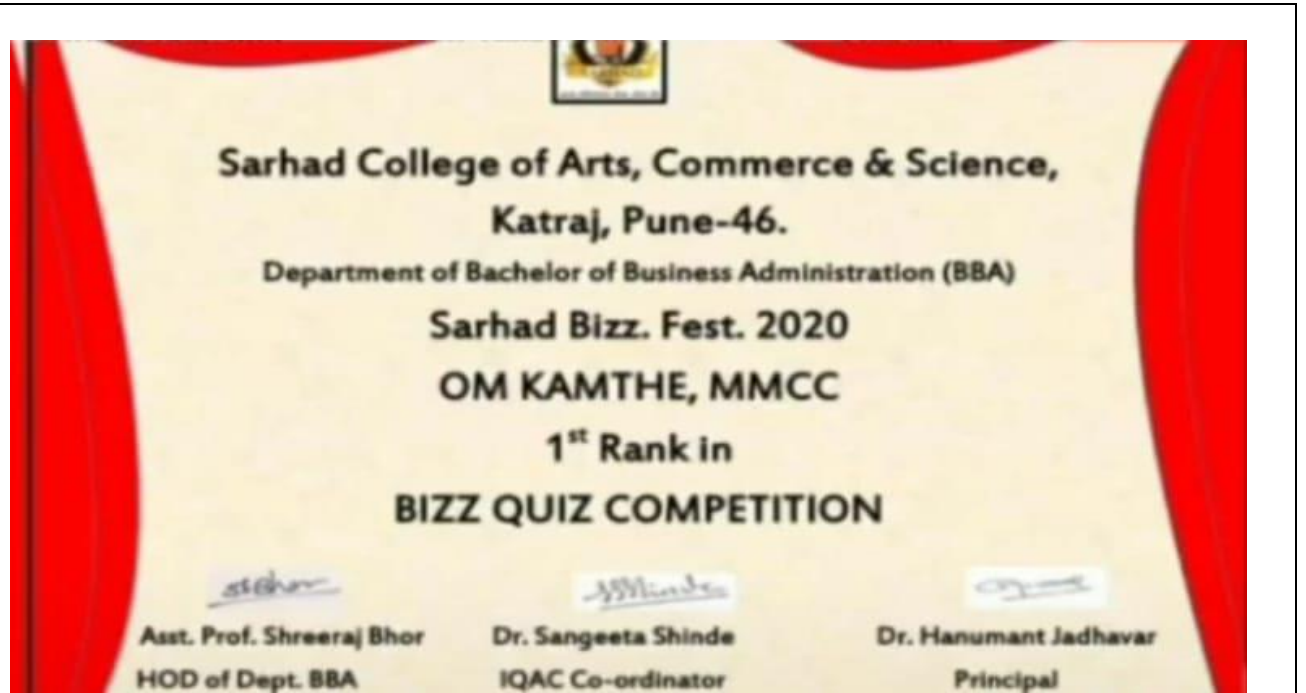 Sarhad College of Arts, Commerce & Science,
Katraj, Pune-46.
Department of Bachelor of Business Administration (BBA)
Sarhad Bizz. Fest. 2020
OM KAMTHE, MMCC
1st Rank in
BIZZ QUIZ COMPETITION
Asst. Prof. Shreeraj Bhor Dr. Sangeeta Shinde Dr. Hanumant Jadhavar
HOD of Dept. BBA IQAC Co-ordinator Principal